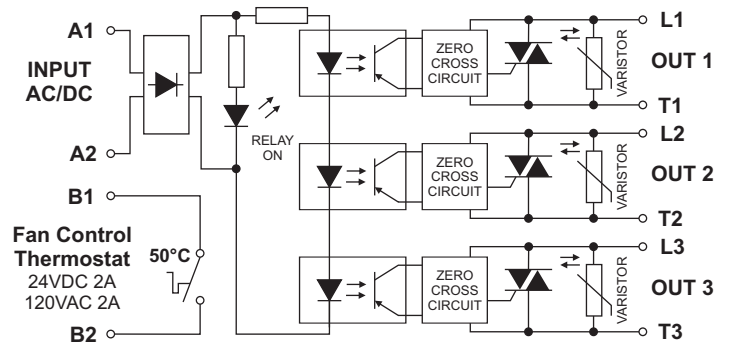 A1
INPUT
AC/DC
A2
RELAY
ON
B1
Fan Control
Thermostat
24VDC 2A
120VAC 2A
50°C
B2
ZERO
CROSS
CIRCUIT
VARISTOR
L1
OUT 1
T1
ZERO
CROSS
CIRCUIT
VARISTOR
L2
OUT 2
T2
ZERO
CROSS
CIRCUIT
VARISTOR
L3
OUT 3
T3